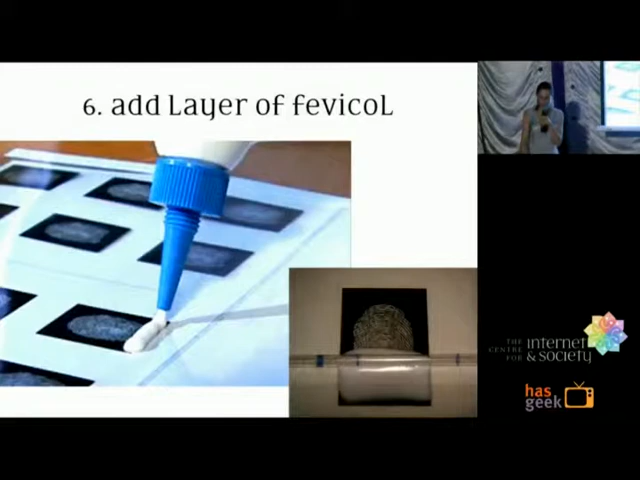 6. add Layer of fevicoL
THE CENTRE FOR internet & society
has geek